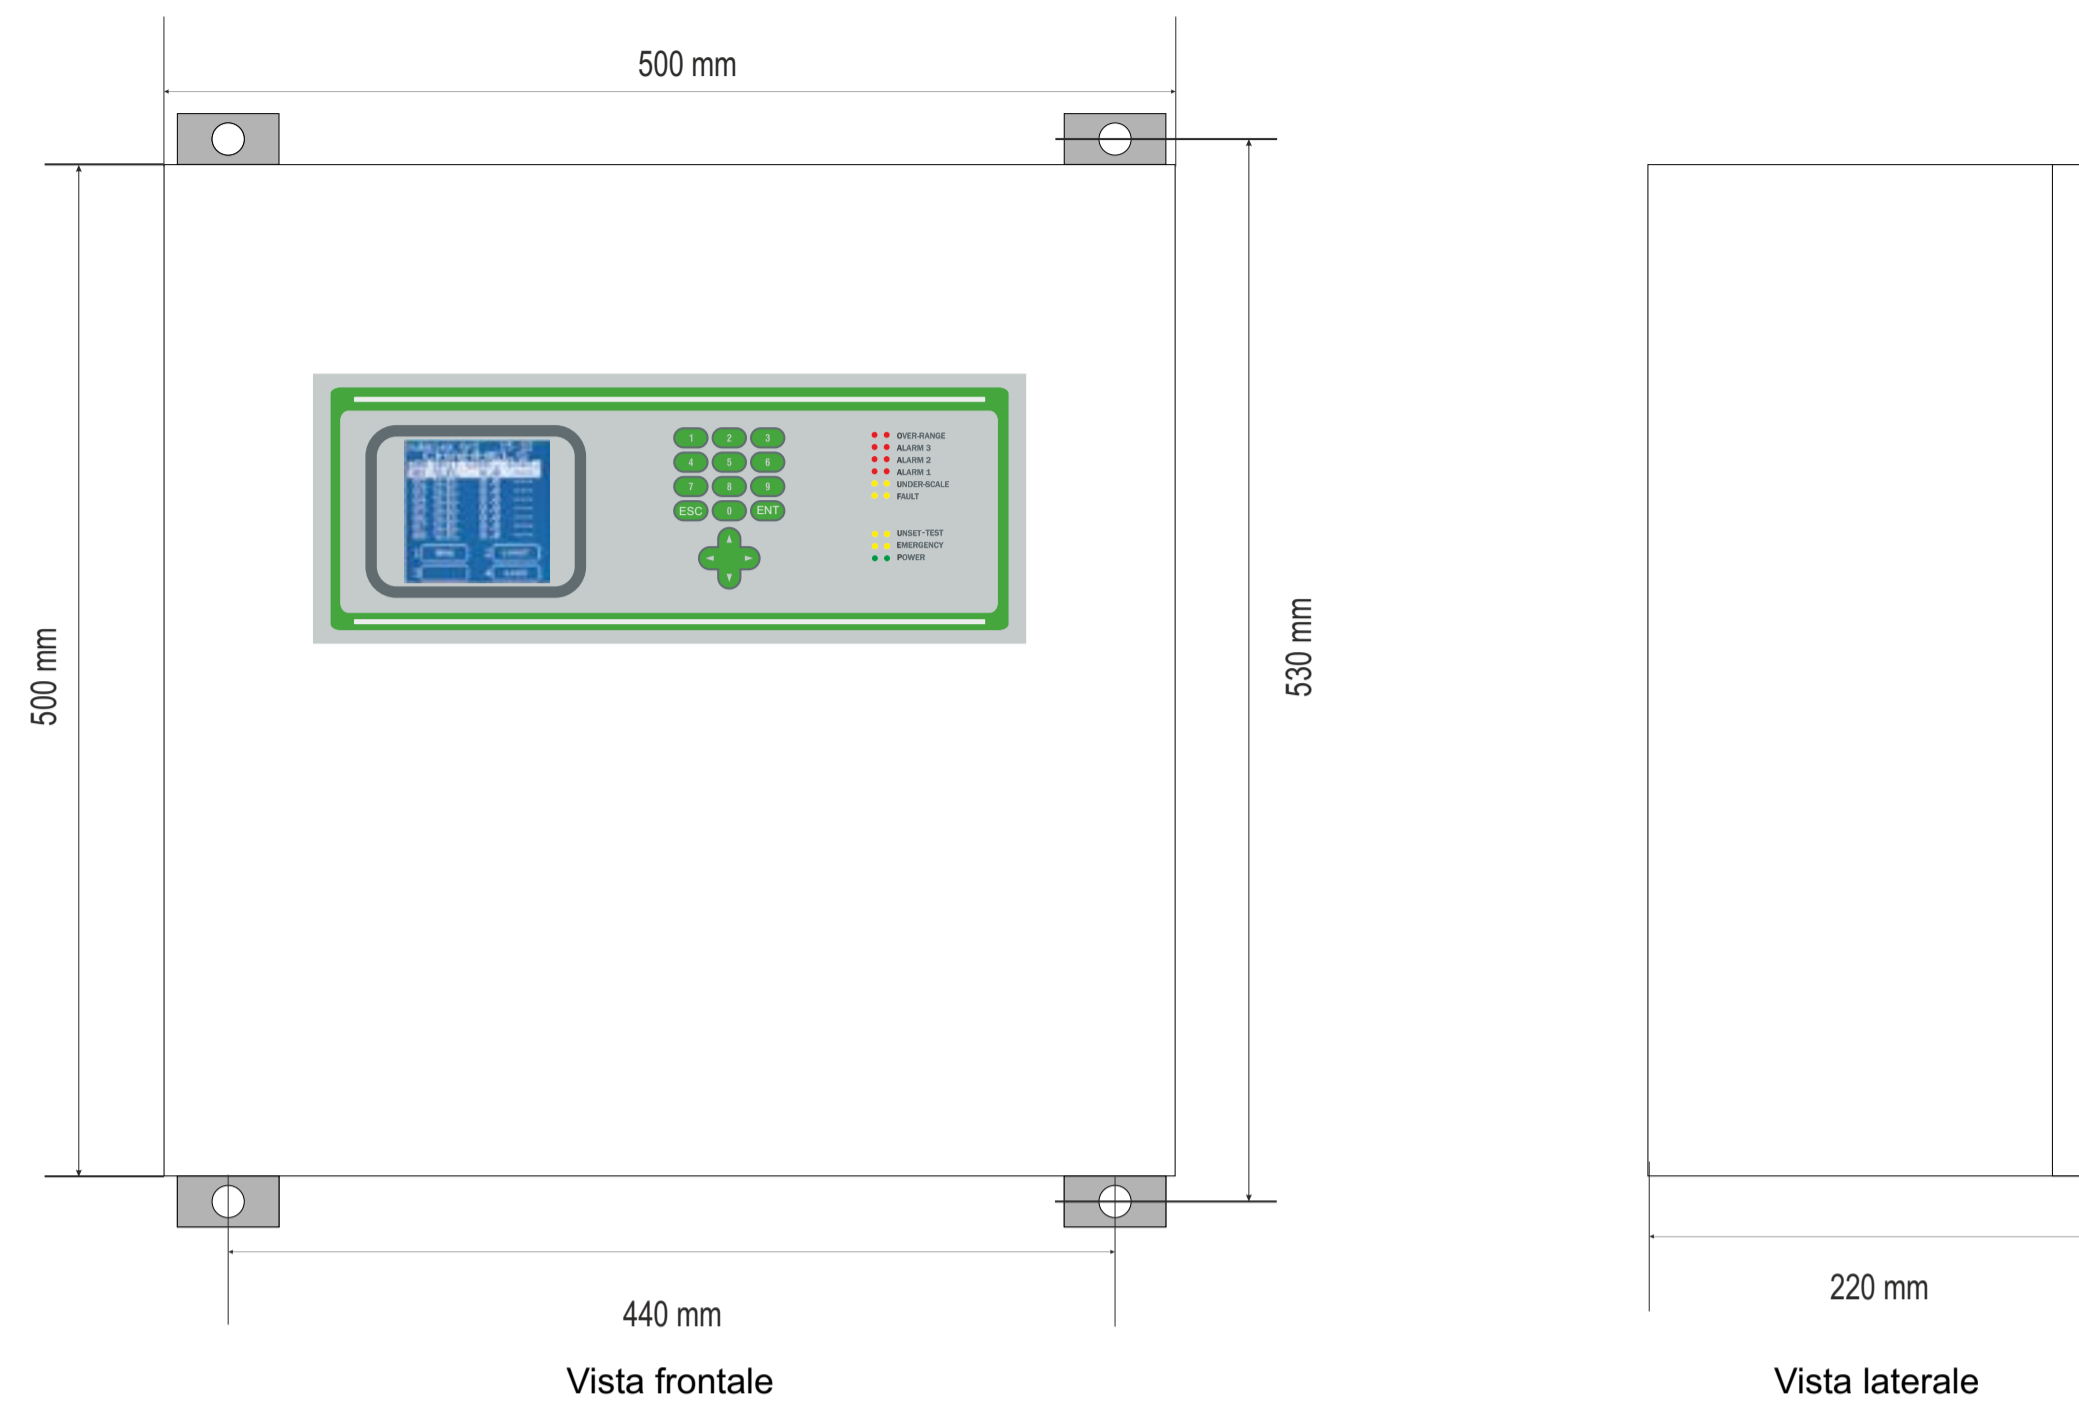 500 mm
500 mm
530 mm
1 2 3
4 5 6
7 8 9
ESC 0 ENT
OVER-RANGE
ALARM 3
ALARM 2
ALARM 1
UNDER-SCALE
FAULT
UNSET-TEST
EMERGENCY
POWER
440 mm
220 mm
Vista frontale
Vista laterale